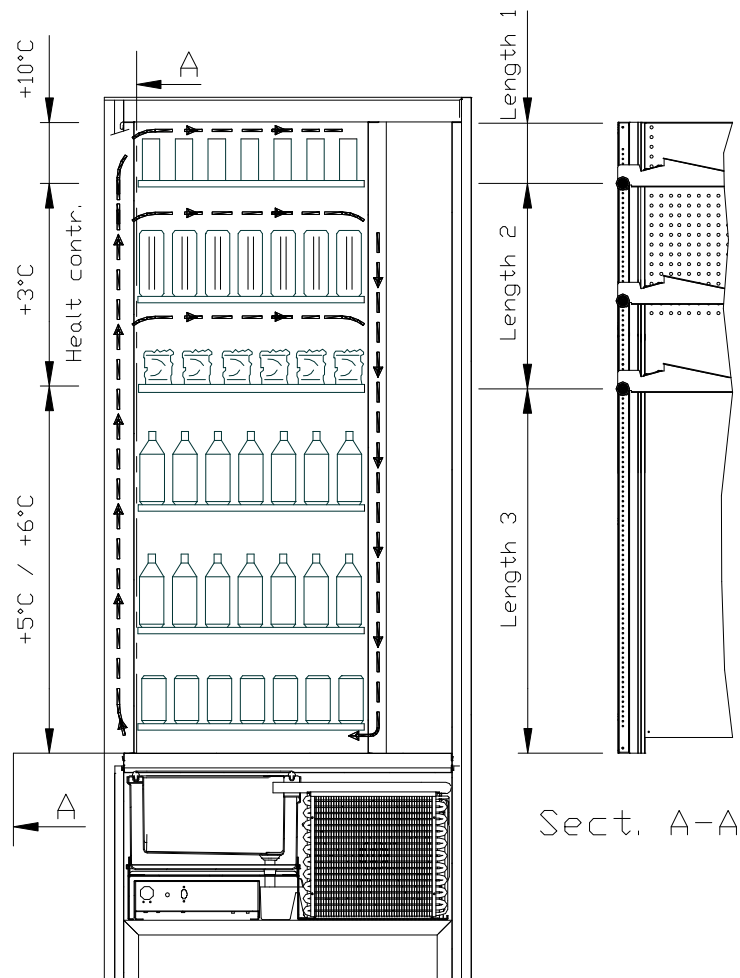 +10°C
A
Length 1
+3°C
Healt contr.
Length 2
+5°C / +6°C
Length 3
A
Sect. A-A